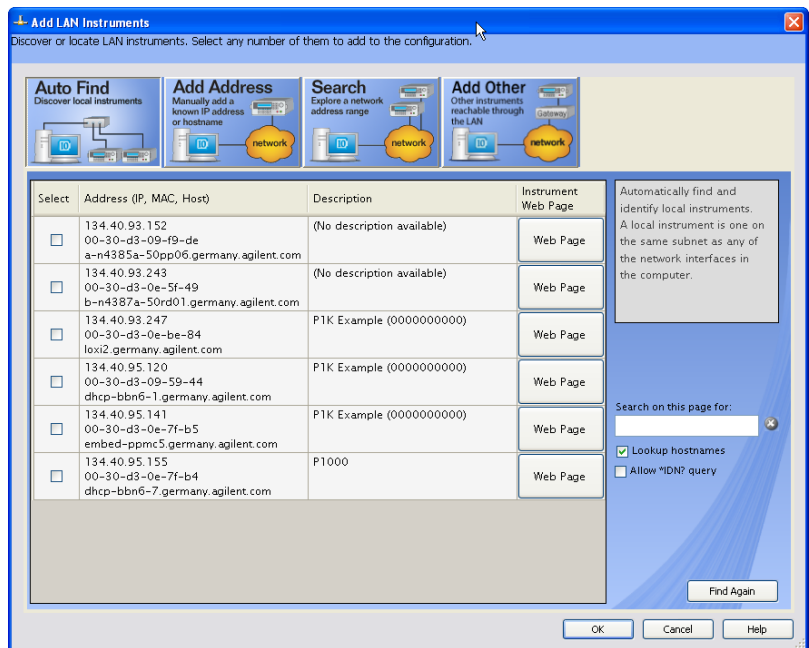 Add LAN Instruments
Discover or locate LAN instruments. Select any number of them to add to the configuration.
Auto Find
Discover local instruments
IO
Add Address
Manually add a
known IP address
or hostname
IO
network
Search
Explore a network
address range
IO
network
Add Other
Other instruments
reachable through
the LAN
Gateway
IO
network
Select Address (IP, MAC, Host) Description Instrument
Web Page
134.40.93.152 (No description available)
00-30-d3-09-f9-de Web Page
a-n4385a-50pp06.germany.agilent.com
134.40.93.243 (No description available)
00-30-d3-0e-5f-49 Web Page
b-n4387a-50rd01.germany.agilent.com
134.40.93.247 P1K Example (0000000000)
00-30-d3-0e-be-84 Web Page
loxi2.germany.agilent.com
134.40.95.120 P1K Example (0000000000)
00-30-d3-09-59-44 Web Page
dhcp-bbn6-1.germany.agilent.com
134.40.95.141 P1K Example (0000000000)
00-30-d3-0e-7f-b5 Web Page
embed-ppmc5.germany.agilent.com
134.40.95.155 P1000
00-30-d3-0e-7f-b4 Web Page
dhcp-bbn6-7.germany.agilent.com
Automatically find and
identify local instruments.
A local instrument is one on
the same subnet as any of
the network interfaces in
the computer.
Search on this page for:
Lookup hostnames
Allow *IDN? query
Find Again
OK Cancel Help